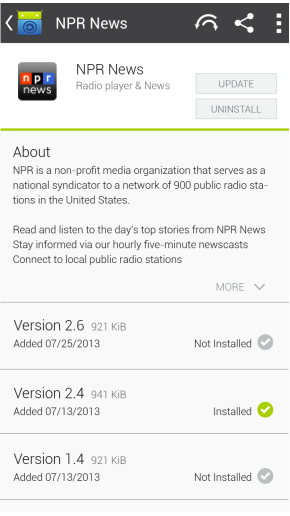 NPR News
npr
news
NPR News
Radio player & News
UPDATE
UNINSTALL
About
NPR is a non-profit media organization that serves as a
national syndicator to a network of 900 public radio sta-
tions in the United States.
Read and listen to the day's top stories from NPR News
Stay informed via our hourly five-minute newscasts
Connect to local public radio stations
MORE
Version 2.6 921 KiB
Added 07/25/2013 Not Installed
Version 2.4 941 KiB
Added 07/13/2013 Installed
Version 1.4 921 KiB
Added 07/13/2013 Not Installed